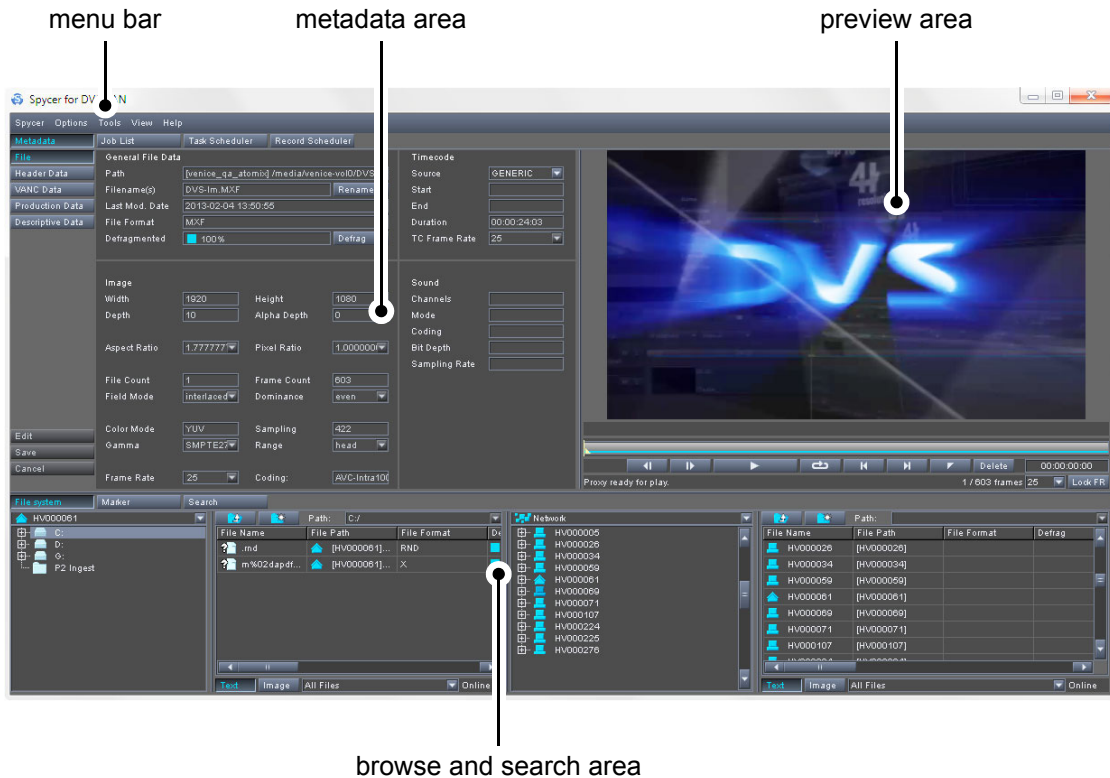 menu bar
metadata area
preview area
Spycer for DV AN
Spycer Options Tools View Help
Metadata Job List Task Scheduler Record Scheduler
File
Header Data
VANC Data
Production Data
Descriptive Data
Edit
Save
Cancel
General File Data
Path [venice_qa_atomix] /media/venice-vol0/DVS
Filename(s) DVS-Im.MXF Rename
Last Mod. Date 2013-02-04 13:50:55
File Format MXF
Defragmented 100% Defrag
Image
Width 1920 Height 1080
Depth 10 Alpha Depth 0
Aspect Ratio 1.777777 Pixel Ratio 1.000000
File Count 1 Frame Count 603
Field Mode interlaced Dominance even
Color Mode YUV Sampling 422
Gamma SMPTE27 Range head
Frame Rate 25 Coding: AVC-Intra100
Timecode
Source GENERIC
Start
End
Duration 00:00:24:03
TC Frame Rate 25
Sound
Channels
Mode
Coding
Bit Depth
Sampling Rate
DVS
Delete 00:00:00:00
Proxy ready for play. 1 / 603 frames 25 Lock FR
File system Marker Search
HV000061
C:
D:
G:
P2 Ingest
Path: C:/
File Name File Path File Format De
.rnd [HV000061]... RND
m%02dapdf... [HV000061]... X
Text Image All Files Online
Network
HV000005
HV000026
HV000034
HV000059
HV000061
HV000069
HV000071
HV000107
HV000224
HV000225
HV000276
Path:
File Name File Path File Format Defrag
HV000026 [HV000026]
HV000034 [HV000034]
HV000059 [HV000059]
HV000061 [HV000061]
HV000069 [HV000069]
HV000071 [HV000071]
HV000107 [HV000107]
Text Image All Files Online
browse and search area